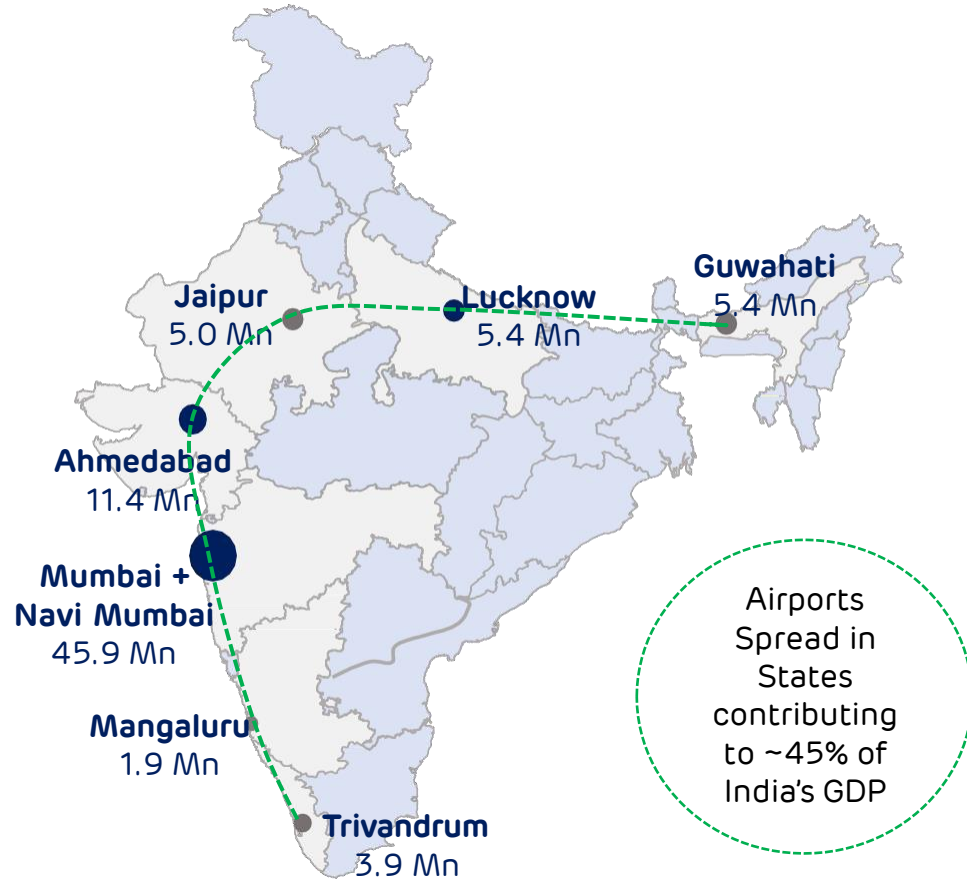 Guwahati
5.4 Mn
Jaipur
5.0 Mn
Lucknow
5.4 Mn
Ahmedabad
11.4 Mn
Mumbai +
Navi Mumbai
45.9 Mn
Mangaluru
1.9 Mn
Trivandrum
3.9 Mn
Airports
Spread in
States
contributing
to ~45% of
India's GDP